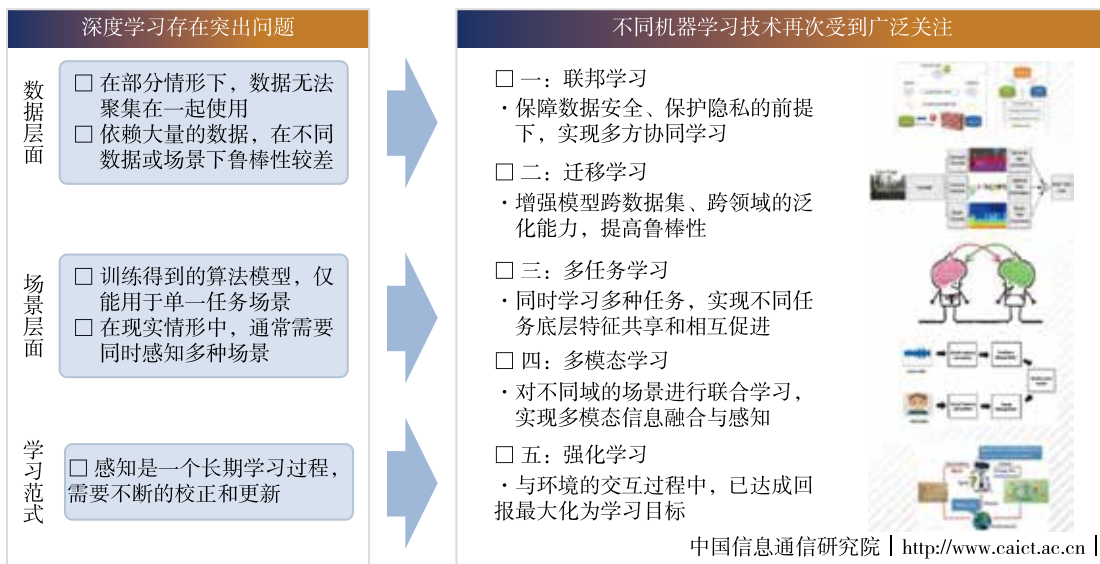 深度学习存在突出问题
数据层面
□ 在部分情形下，数据无法
聚集在一起使用
□ 依赖大量的数据，在不同
数据或场景下鲁棒性较差
场景层面
□ 训练得到的算法模型，仅
能用于单一任务场景
□ 在现实情形中，通常需要
同时感知多种场景
学习范式
□ 感知是一个长期学习过程，
需要不断的校正和更新
不同机器学习技术再次受到广泛关注
□ 一：联邦学习
·保障数据安全、保护隐私的前提
下，实现多方协同学习
□ 二：迁移学习
·增强模型跨数据集、跨领域的泛
化能力，提高鲁棒性
□ 三：多任务学习
·同时学习多种任务，实现不同任
务底层特征共享和相互促进
□ 四：多模态学习
·对不同域的场景进行联合学习，
实现多模态信息融合与感知
□ 五：强化学习
·与环境的交互过程中，已达成回
报最大化为学习目标
中国信息通信研究院 | http://www.caict.ac.cn |